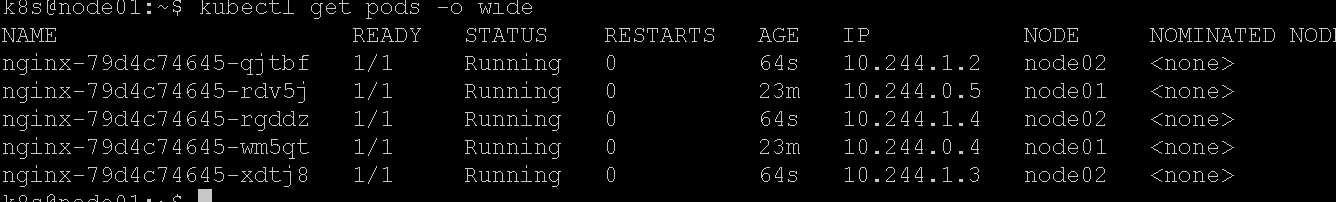 k8s@node01:~$ kubectl get pods -o wide
NAME READY STATUS RESTARTS AGE IP NODE NOMINATED NODE
nginx-79d4c74645-qjtbf 1/1 Running 0 64s 10.244.1.2 node02 <none>
nginx-79d4c74645-rdv5j 1/1 Running 0 23m 10.244.0.5 node01 <none>
nginx-79d4c74645-rgddz 1/1 Running 0 64s 10.244.1.4 node02 <none>
nginx-79d4c74645-wm5qt 1/1 Running 0 23m 10.244.0.4 node01 <none>
nginx-79d4c74645-xdtj8 1/1 Running 0 64s 10.244.1.3 node02 <none>
k8s@node01:~$